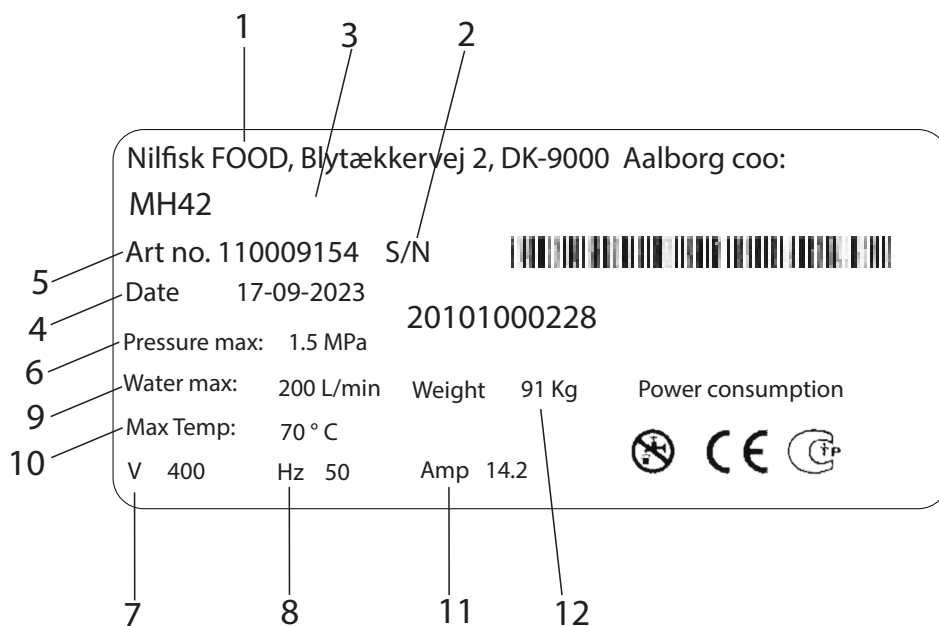 1
3
2
Nilfisk FOOD, Blytækkervej 2, DK-9000 Aalborg coo:
MH42
5
Art no. 110009154 S/N
4
Date 17-09-2023
20101000228
6
Pressure max: 1.5 MPa
9
Water max: 200 L/min Weight 91 Kg Power consumption
10
Max Temp: 70 ° C
V 400 Hz 50 Amp 14.2
CE
7
8
11
12